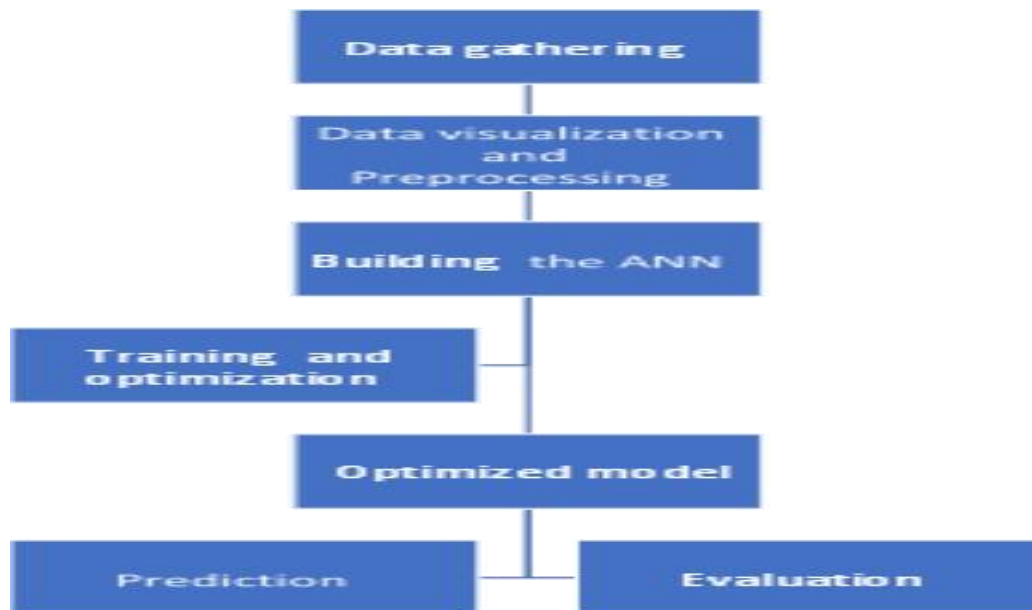 Data gathering
Data visualization
and
Preprocessing
Building the ANN
Training and
optimization
Optimized model
Prediction
Evaluation